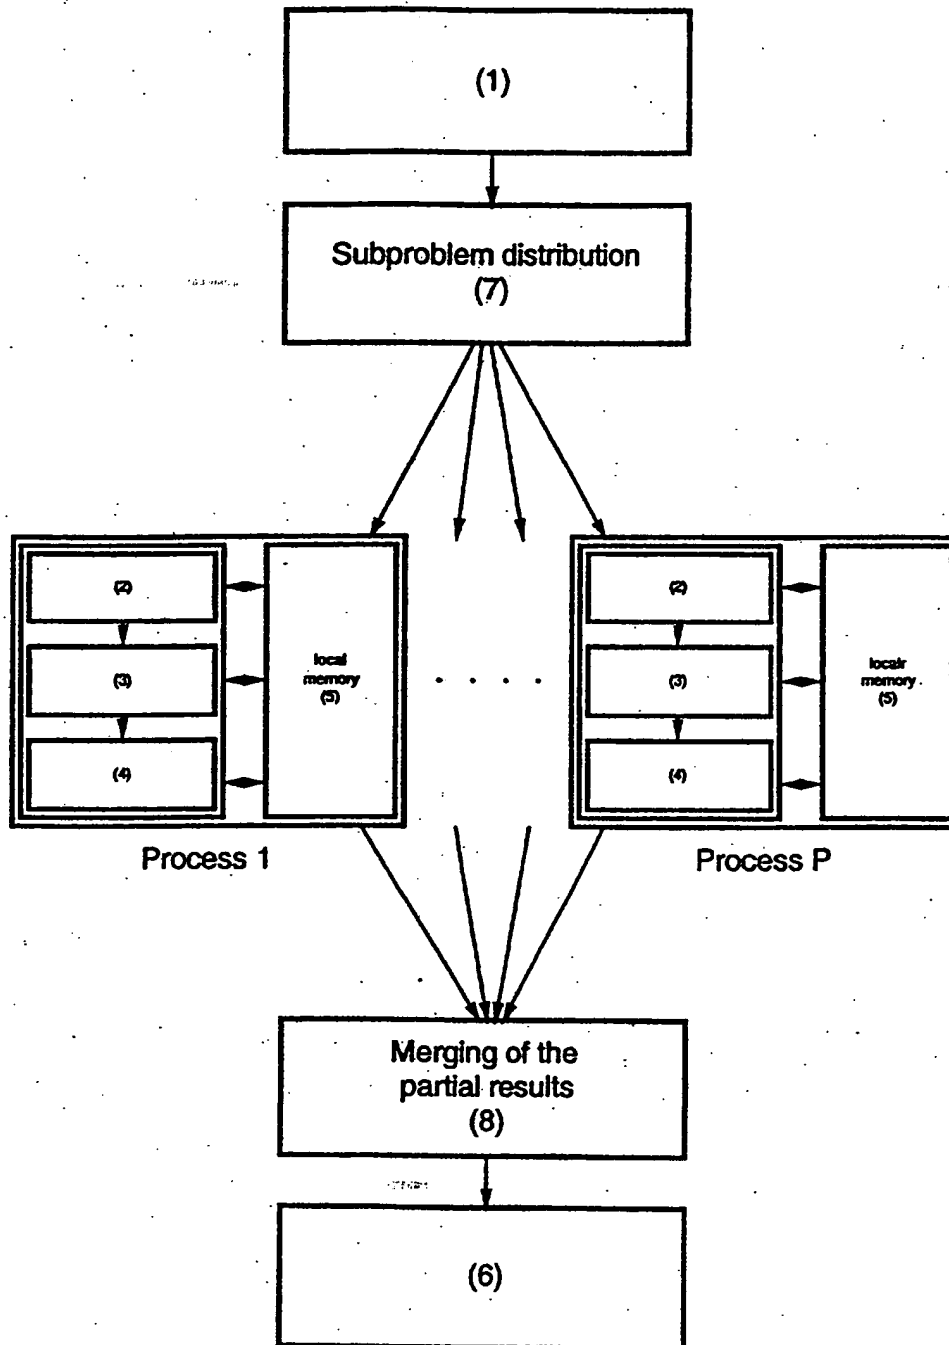 (1)
Subproblem distribution
(7)
(2)
(3)
(4)
local
memory
(5)
(2)
(3)
(4)
localr
memory
(5)
Process 1
Process P
Merging of the
partial results
(8)
(6)